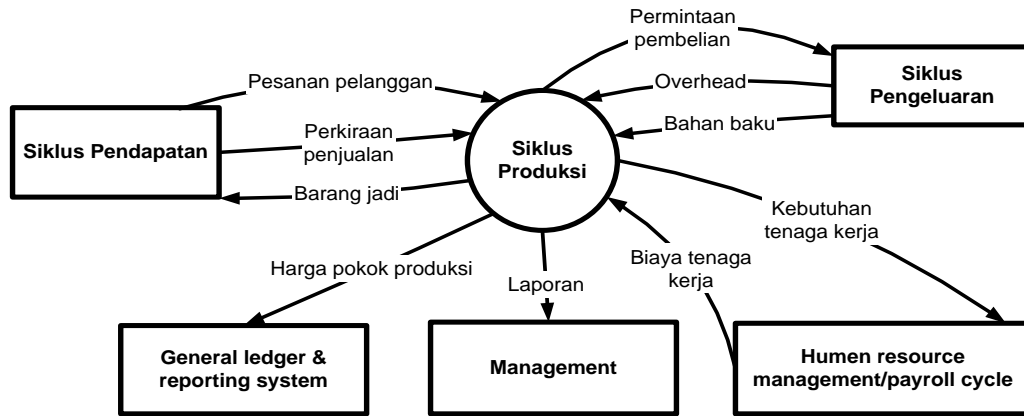 Permintaan
pembelian
Siklus
Pengeluaran
Pesanan pelanggan
Overhead
Bahan baku
Siklus Pendapatan
Perkiraan
penjualan
Siklus
Produksi
Barang jadi
Kebutuhan
tenaga kerja
Harga pokok produksi
Laporan
Biaya tenaga
kerja
General ledger &
reporting system
Management
Humen resource
management/payroll cycle